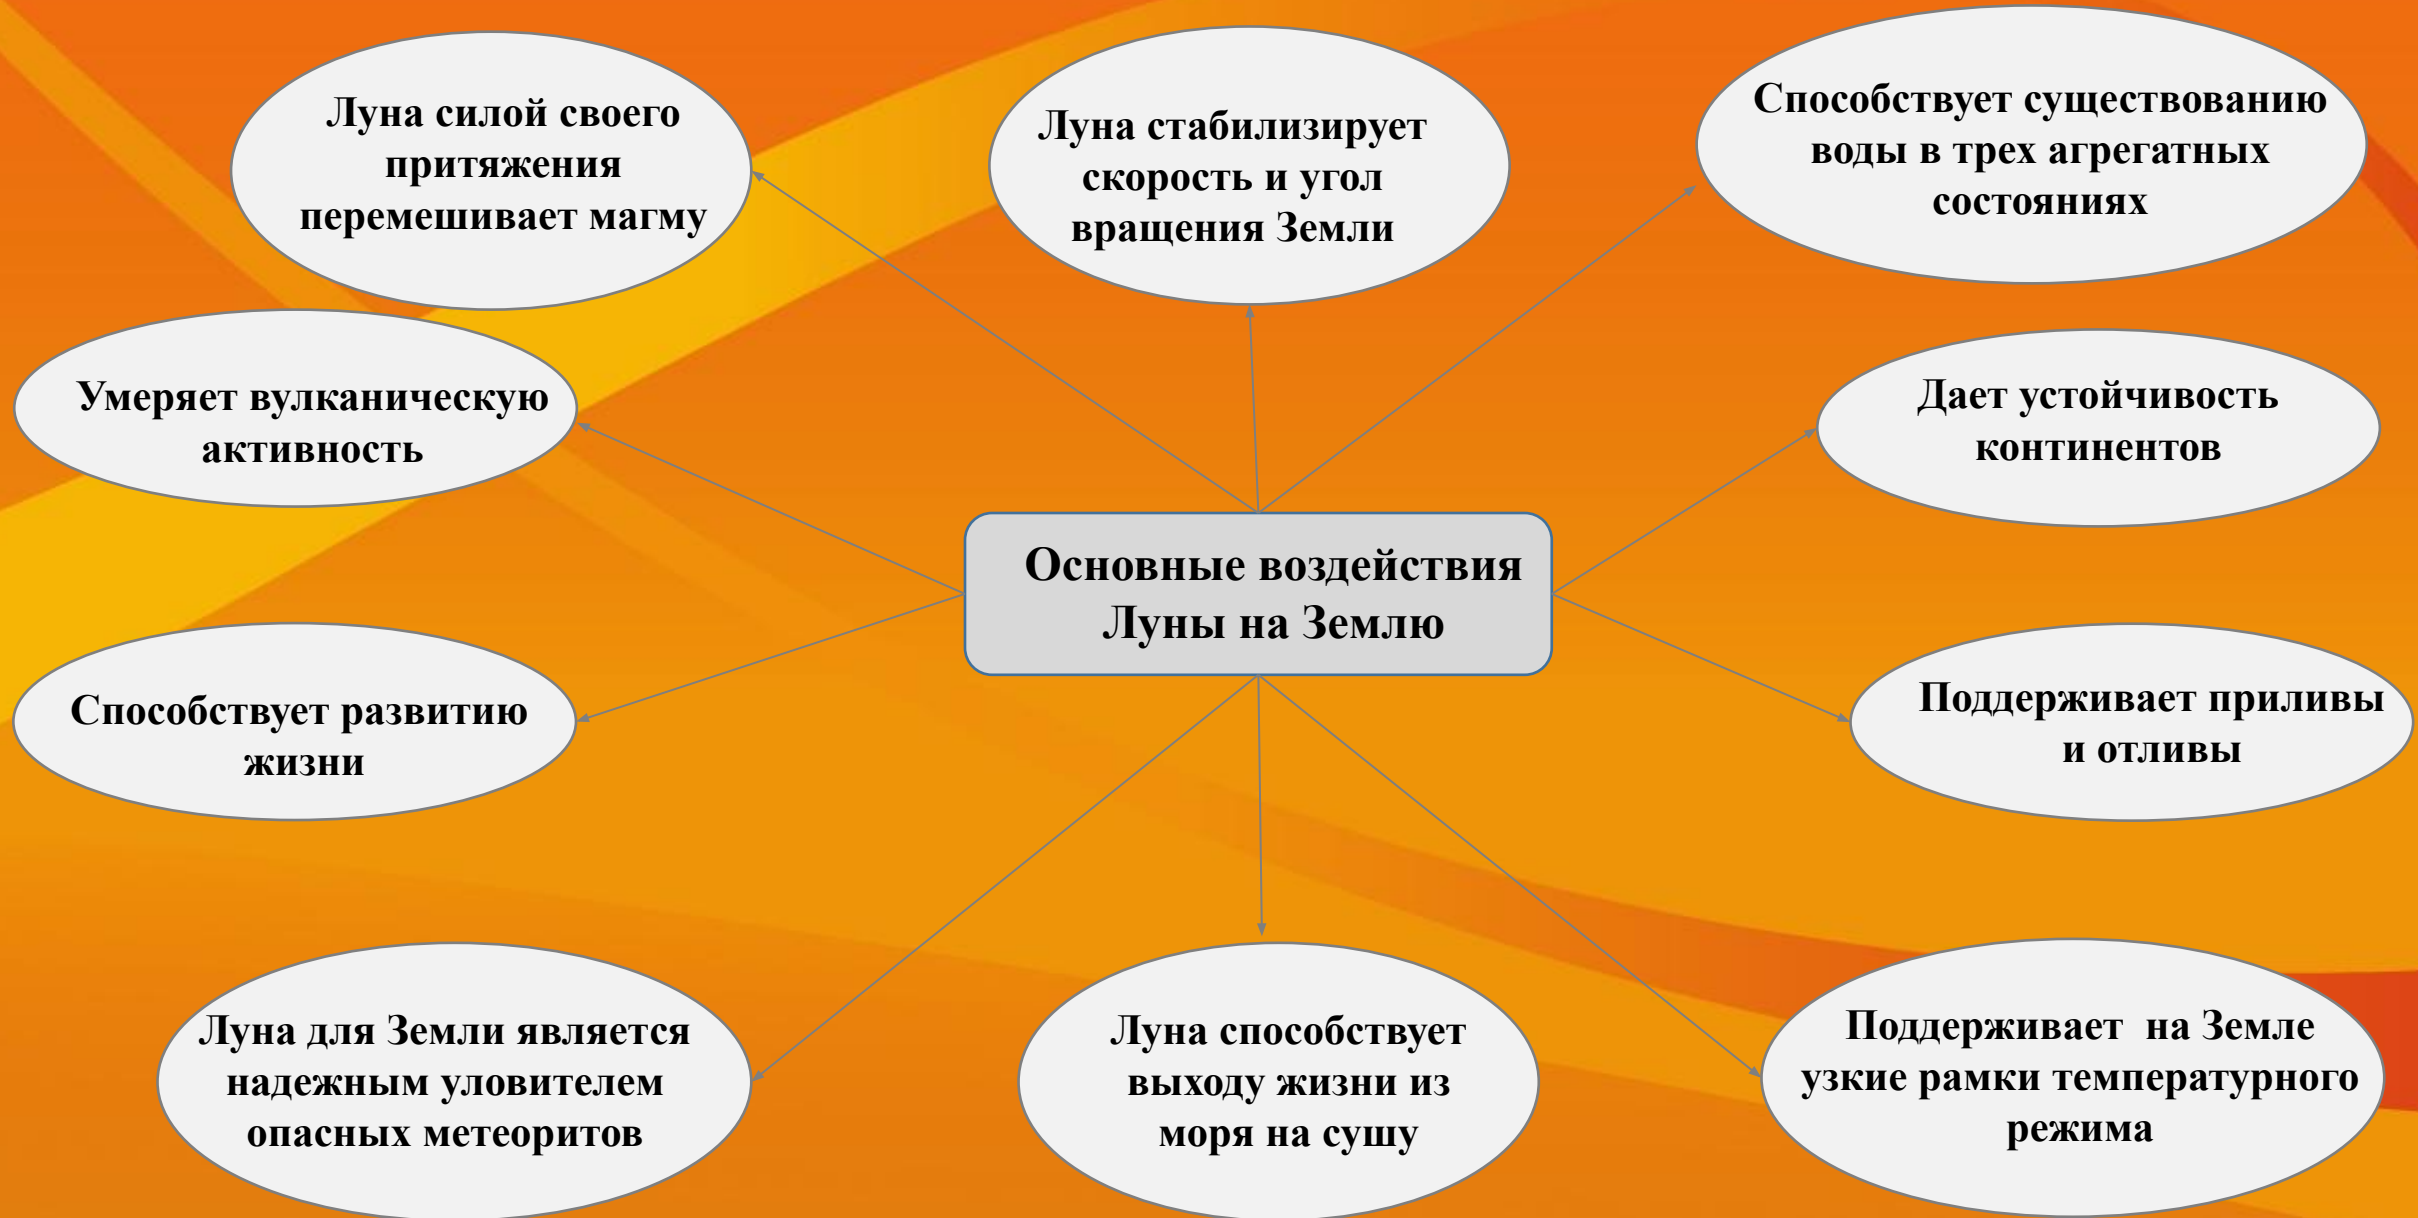 Луна силой своего
притяжения
перемешивает магму
Луна стабилизирует
скорость и угол
вращения Земли
Способствует существованию
воды в трех агрегатных
состояниях
Умеряет вулканическую
активность
Дает устойчивость
континентов
Основные воздействия
Луны на Землю
Способствует развитию
жизни
Поддерживает приливы
и отливы
Луна для Земли является
надежным уловителем
опасных метеоритов
Луна способствует
выходу жизни из
моря на сушу
Поддерживает на Земле
узкие рамки температурного
режима